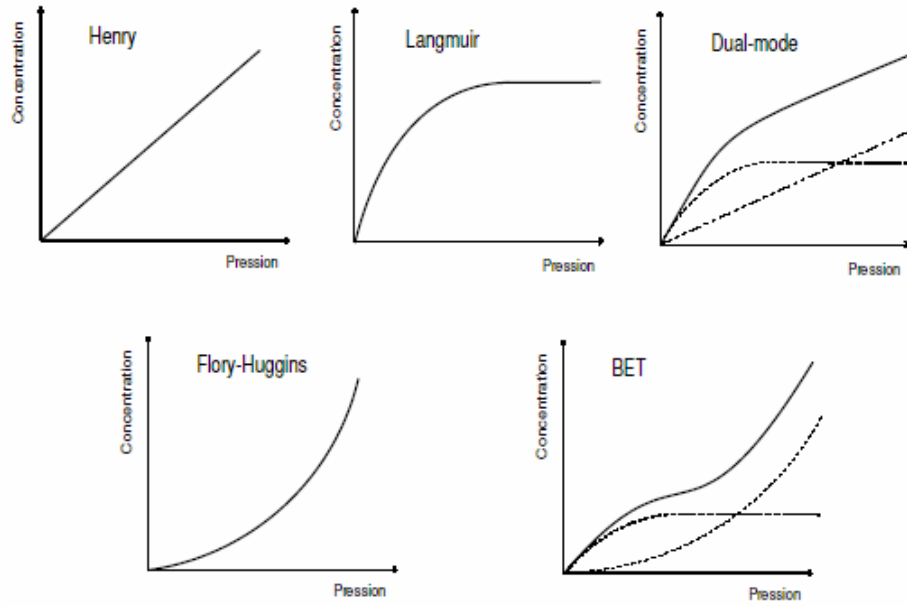 Henry
Concentration
Pression
Langmuir
Concentration
Pression
Dual-mode
Concentration
Pression
Flory-Huggins
Concentration
Pression
BET
Concentration
Pression